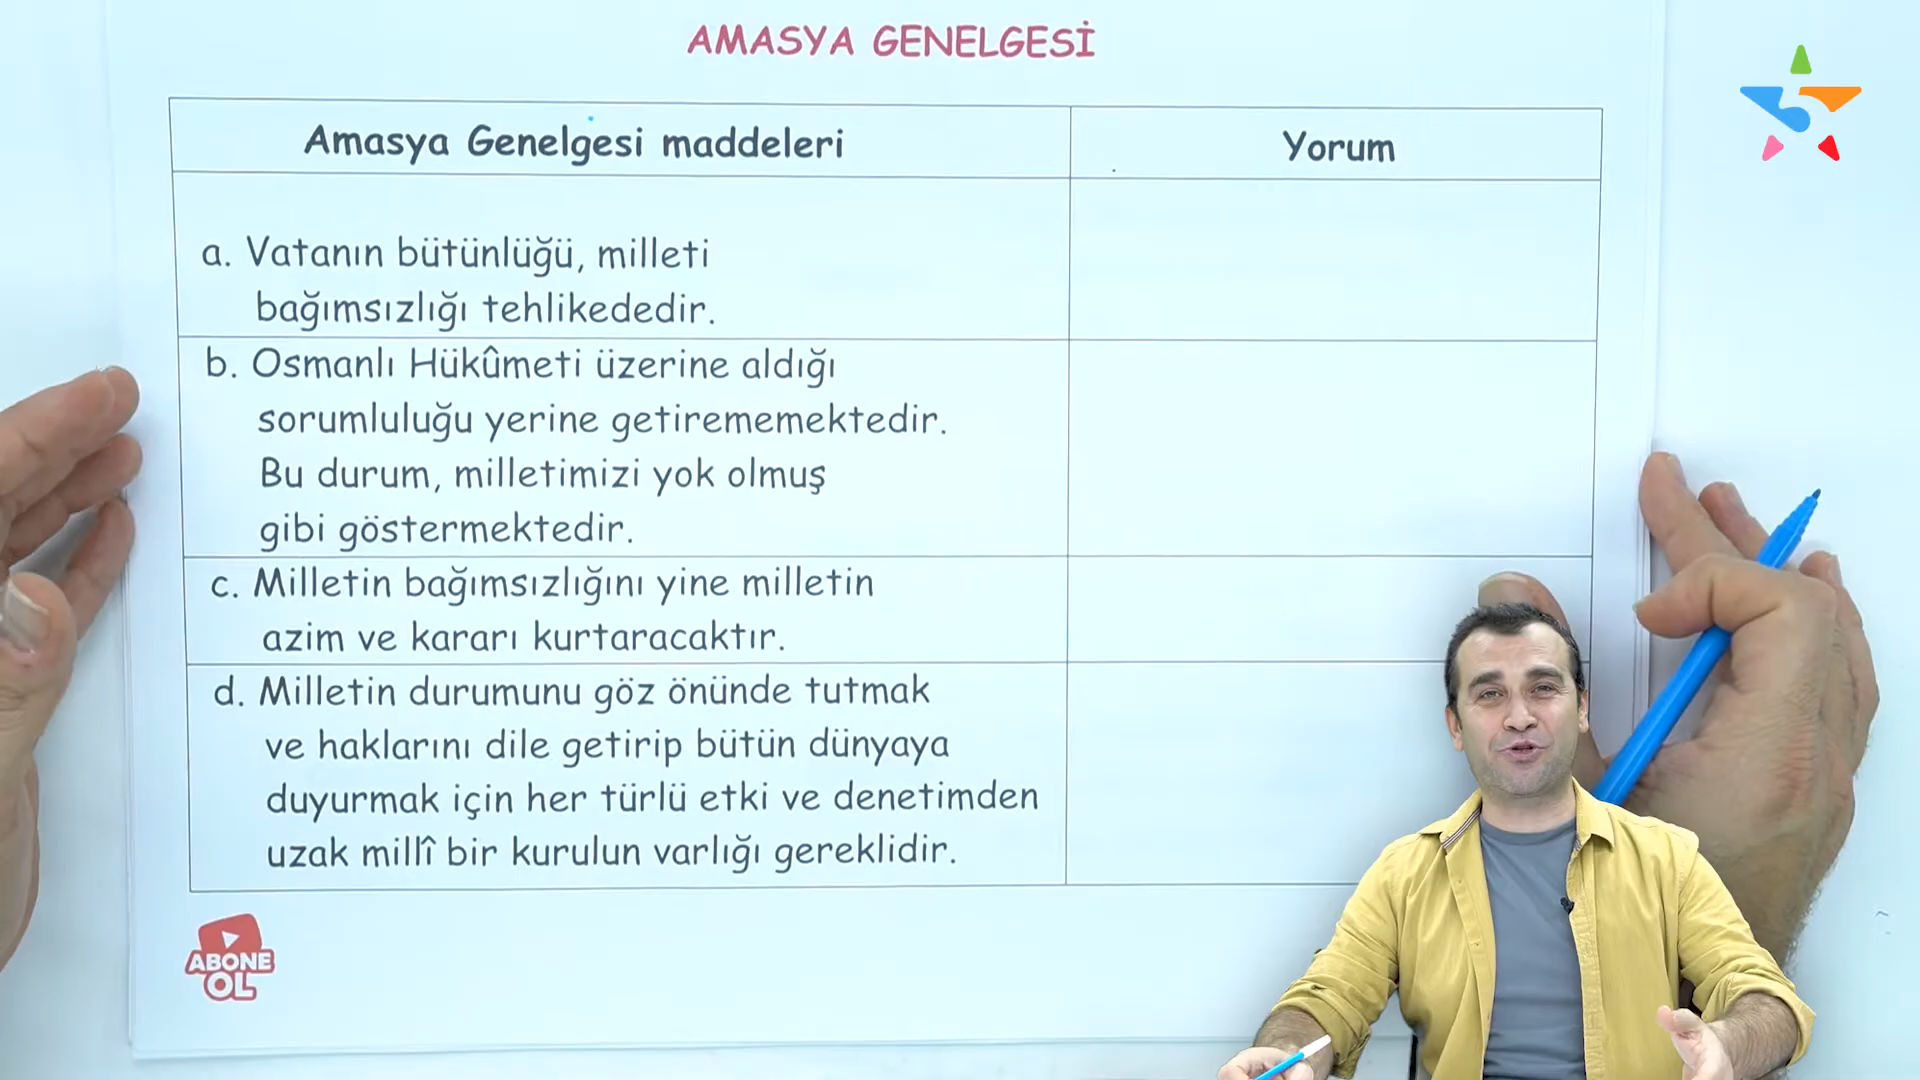 AMASYA GENELGESİ
Amasya Genelgesi maddeleri
Yorum
a. Vatanın bütünlüğü, milleti
bağımsızlığı tehlikededir.
b. Osmanlı Hükûmeti üzerine aldığı
sorumluluğu yerine getirememektedir.
Bu durum, milletimizi yok olmuş
gibi göstermektedir.
c. Milletin bağımsızlığını yine milletin
azim ve kararı kurtaracaktır.
d. Milletin durumunu göz önünde tutmak
ve haklarını dile getirip bütün dünyaya
duyurmak için her türlü etki ve denetimden
uzak millî bir kurulun varlığı gereklidir.
ABONE
OL
5